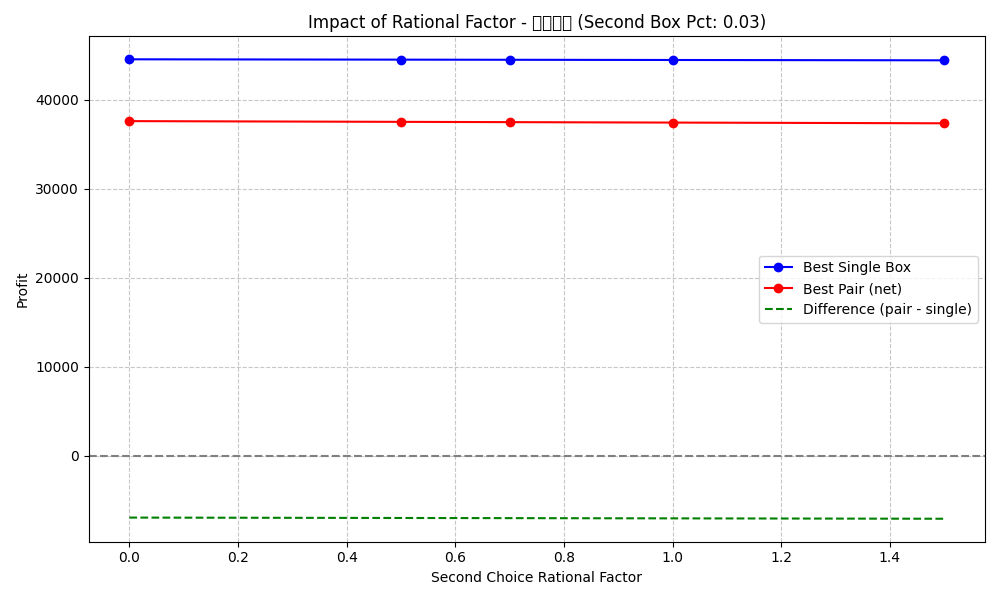 Impact of Rational Factor - (Second Box Pct: 0.03)
Profit
40000
30000
20000
10000
0
Best Single Box
Best Pair (net)
Difference (pair - single)
0.0 0.2 0.4 0.6 0.8 1.0 1.2 1.4
Second Choice Rational Factor